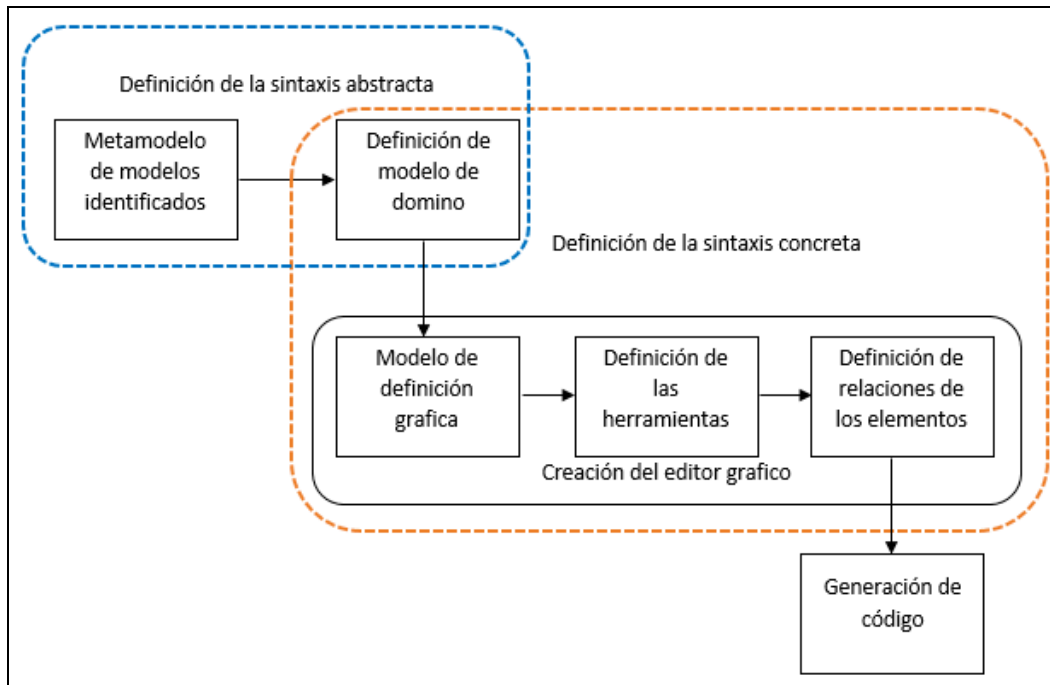 Definición de la sintaxis abstracta
Metamodelo
de modelos
identificados
Definición de
modelo de
domino
Definición de la sintaxis concreta
Modelo de
definición
grafica
Definición de
las
herramientas
Definición de
relaciones de
los elementos
Creación del editor grafico
Generación de
código